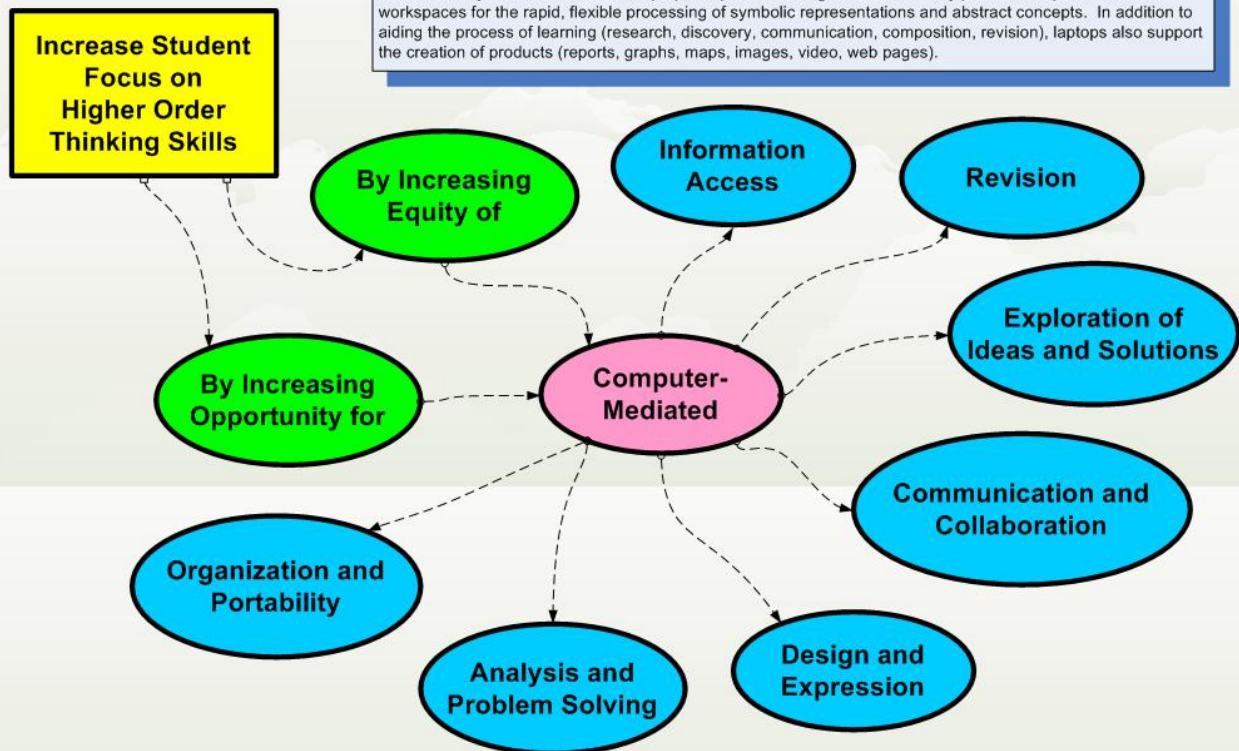 workspaces for the rapid, flexible processing of symbolic representations and abstract concepts. In addition to
aiding the process of learning (research, discovery, communication, composition, revision), laptops also support
the creation of products (reports, graphs, maps, images, video, web pages).
Increase Student
Focus on
Higher Order
Thinking Skills
By Increasing
Equity of
Information
Access
Revision
Exploration of
Ideas and Solutions
By Increasing
Opportunity for
Computer-
Mediated
Communication and
Collaboration
Organization and
Portability
Analysis and
Problem Solving
Design and
Expression